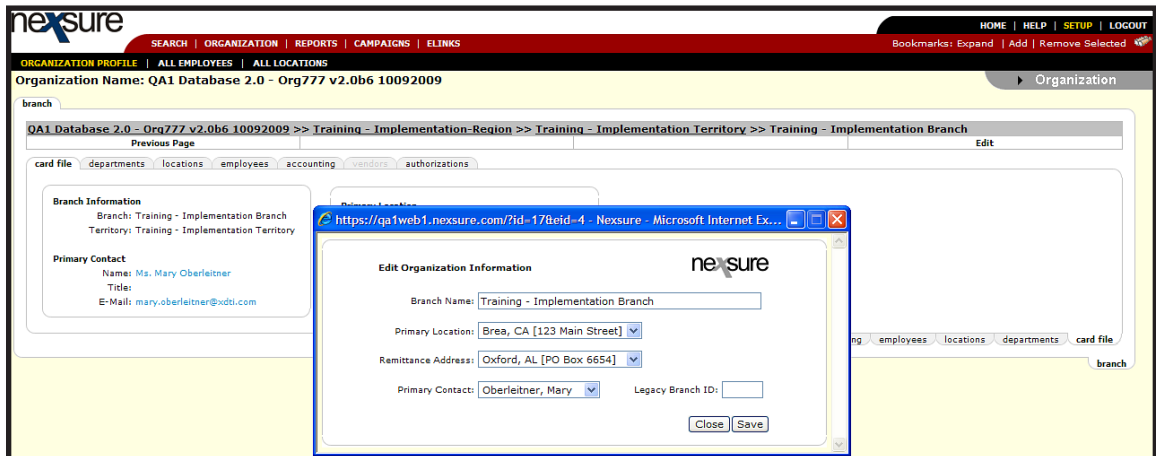 nexsure
HOME | HELP | SETUP | LOGOUT
SEARCH | ORGANIZATION | REPORTS | CAMPAIGNS | ELINKS
Bookmarks: Expand | Add | Remove Selected
ORGANIZATION PROFILE | ALL EMPLOYEES | ALL LOCATIONS
Organization Name: QA1 Database 2.0 - Org777 v2.0b6 10092009
Organization
branch
QA1 Database 2.0 - Org777 v2.0b6 10092009 >> Training - Implementation-Region >> Training - Implementation Territory >> Training - Implementation Branch
Previous Page Edit
card file departments locations employees accounting vendors authorizations
Branch Information
Branch: Training - Implementation Branch
Territory: Training - Implementation Territory
Primary Contact
Name: Ms. Mary Oberleitner
Title:
E-Mail: mary.oberleitner@xdti.com
Primary Location
https://qa1web1.nexsure.com/?id=17&eid=4 - Nexsure - Microsoft Internet Ex...
Edit Organization Information
nexsure
Branch Name: Training - Implementation Branch
Primary Location: Brea, CA [123 Main Street]
Remittance Address: Oxford, AL [PO Box 6654]
Primary Contact: Oberleitner, Mary Legacy Branch ID:
Close Save
ng employees locations departments card file
branch